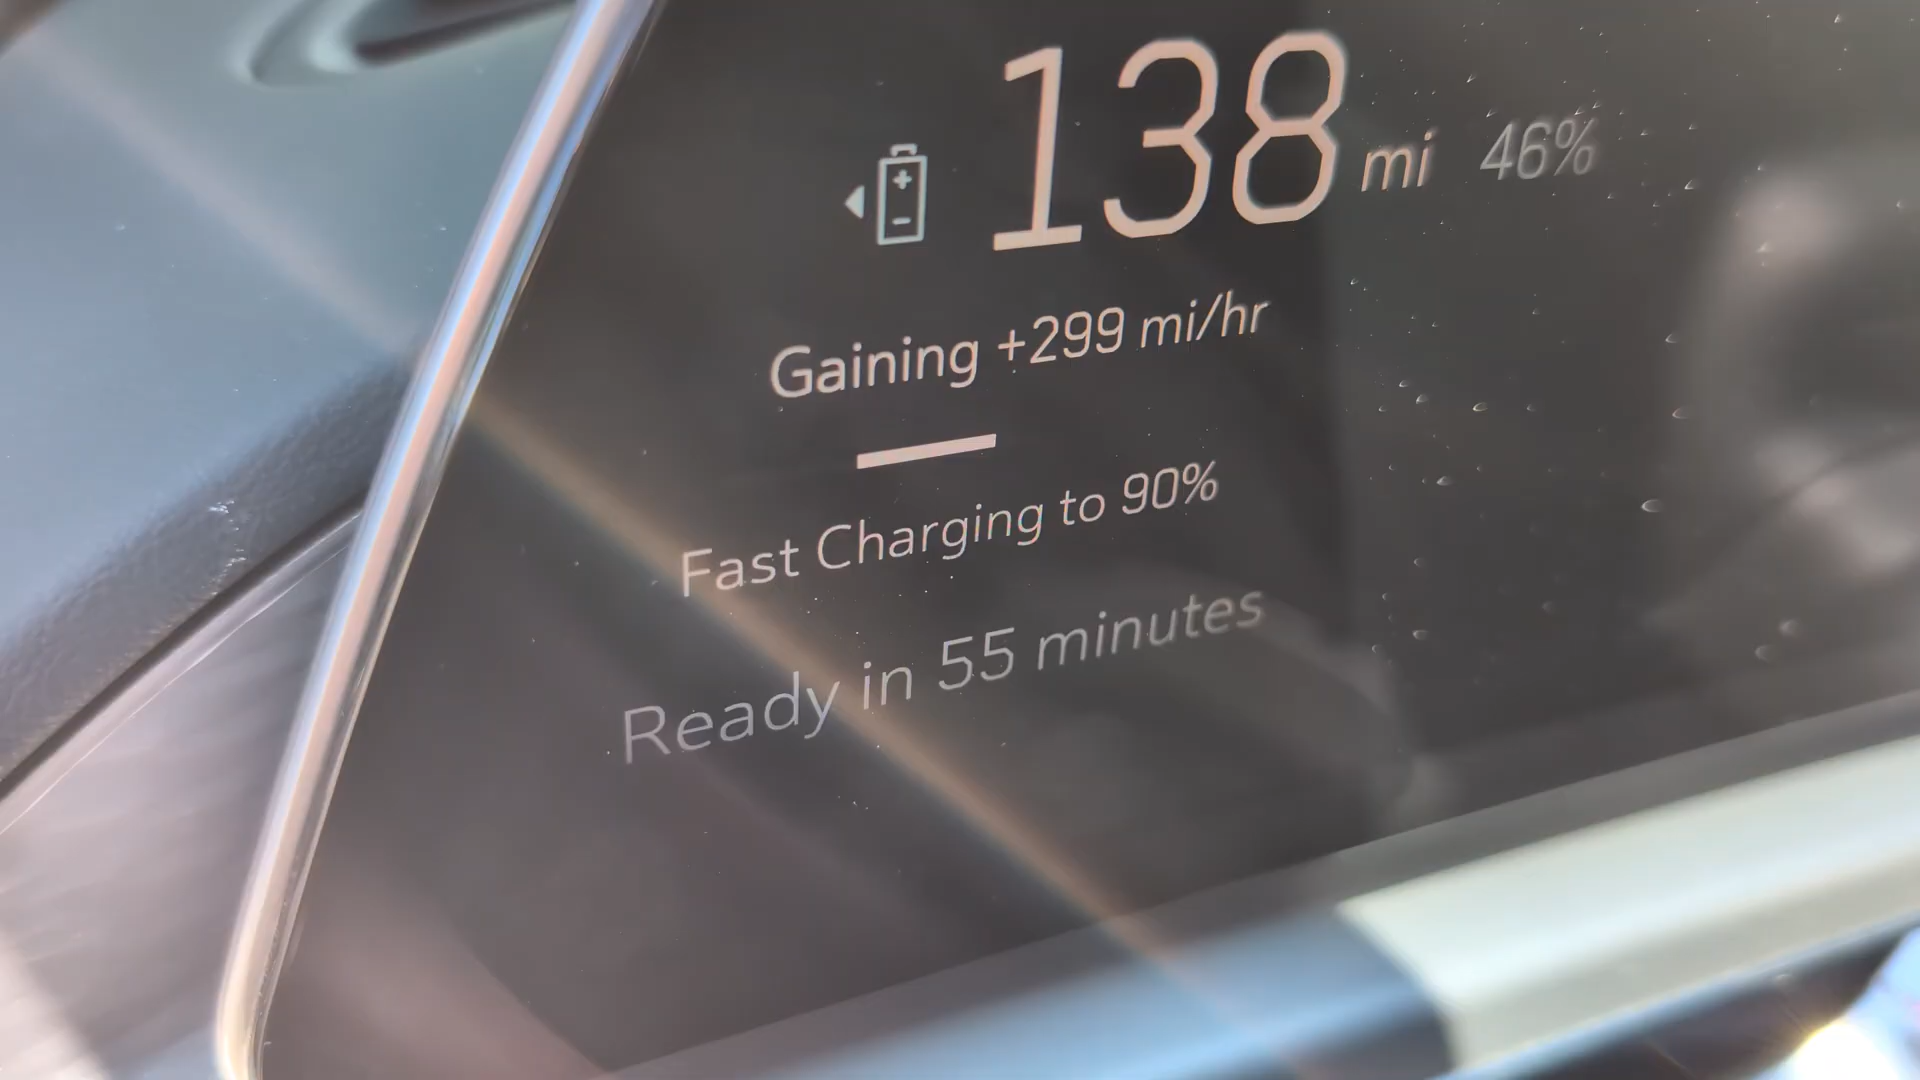 138 mi 46%
Gaining +299 mi/hr
Fast Charging to 90%
Ready in 55 minutes